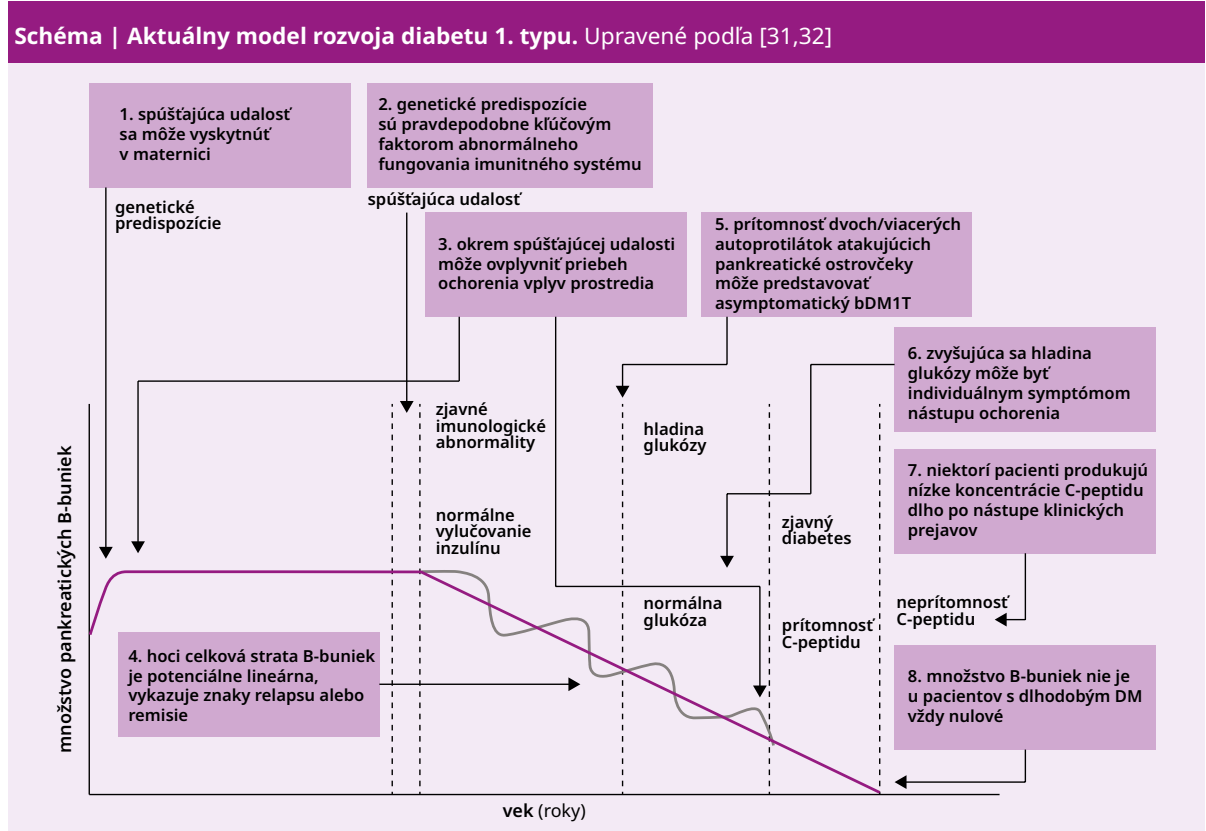 Schéma | Aktuálny model rozvoja diabetu 1. typu. Upravené podľa [31,32]
1. spúšťajúca udalosť
sa môže vyskytnúť
v maternici
2. genetické predispozície
sú pravdepodobne kľúčovým
faktorom abnormálneho
fungovania imunitného systému
genetické
predispozície
spúšťajúca udalosť
3. okrem spúšťajúcej udalosti
môže ovplyvniť priebeh
ochorenia vplyv prostredia
5. prítomnosť dvoch/viacerých
autoprotilátok atakujúcich
pankreatické ostrovčeky
môže predstavovať
asymptomatický bDM1T
6. zvyšujúca sa hladina
glukózy môže byť
individuálnym symptómom
nástupu ochorenia
zjavné
imunologické
abnormality
hladina
glukózy
7. niektorí pacienti produkujú
nízke koncentrácie C-peptidu
dlho po nástupe klinických
prejavov
normálne
vylučovanie
inzulínu
zjavný
diabetes
normálna
glukóza
prítomnosť
C-peptidu
neprítomnosť
C-peptidu
4. hoci celková strata B-buniek
je potenciálne lineárna,
vykazuje znaky relapsu alebo
remisie
8. množstvo B-buniek nie je
u pacientov s dlhodobým DM
vždy nulové
množstvo pankreatických B-buniek
vek (roky)